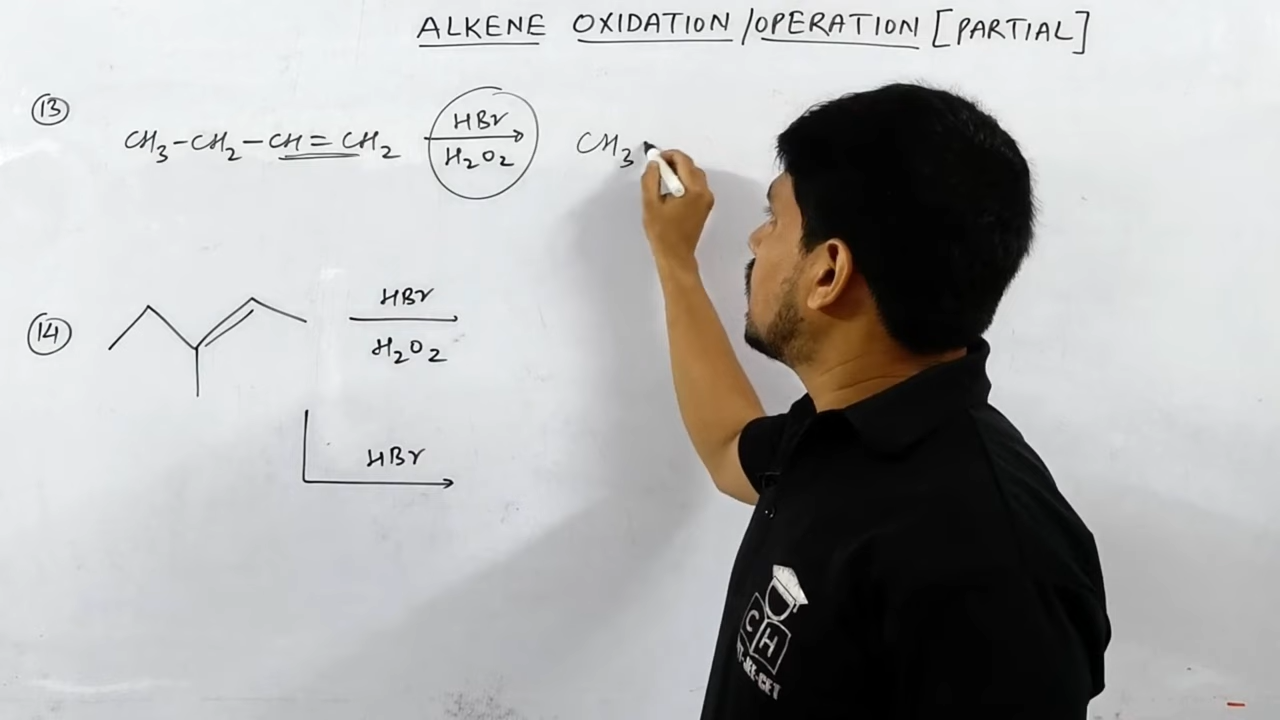 ALKENE OXIDATION/OPERATION [PARTIAL]
13
CH₃-CH₂-CH=CH₂ HBr H₂O₂ CH₃
14
HBr
H₂O₂
HBr
CH